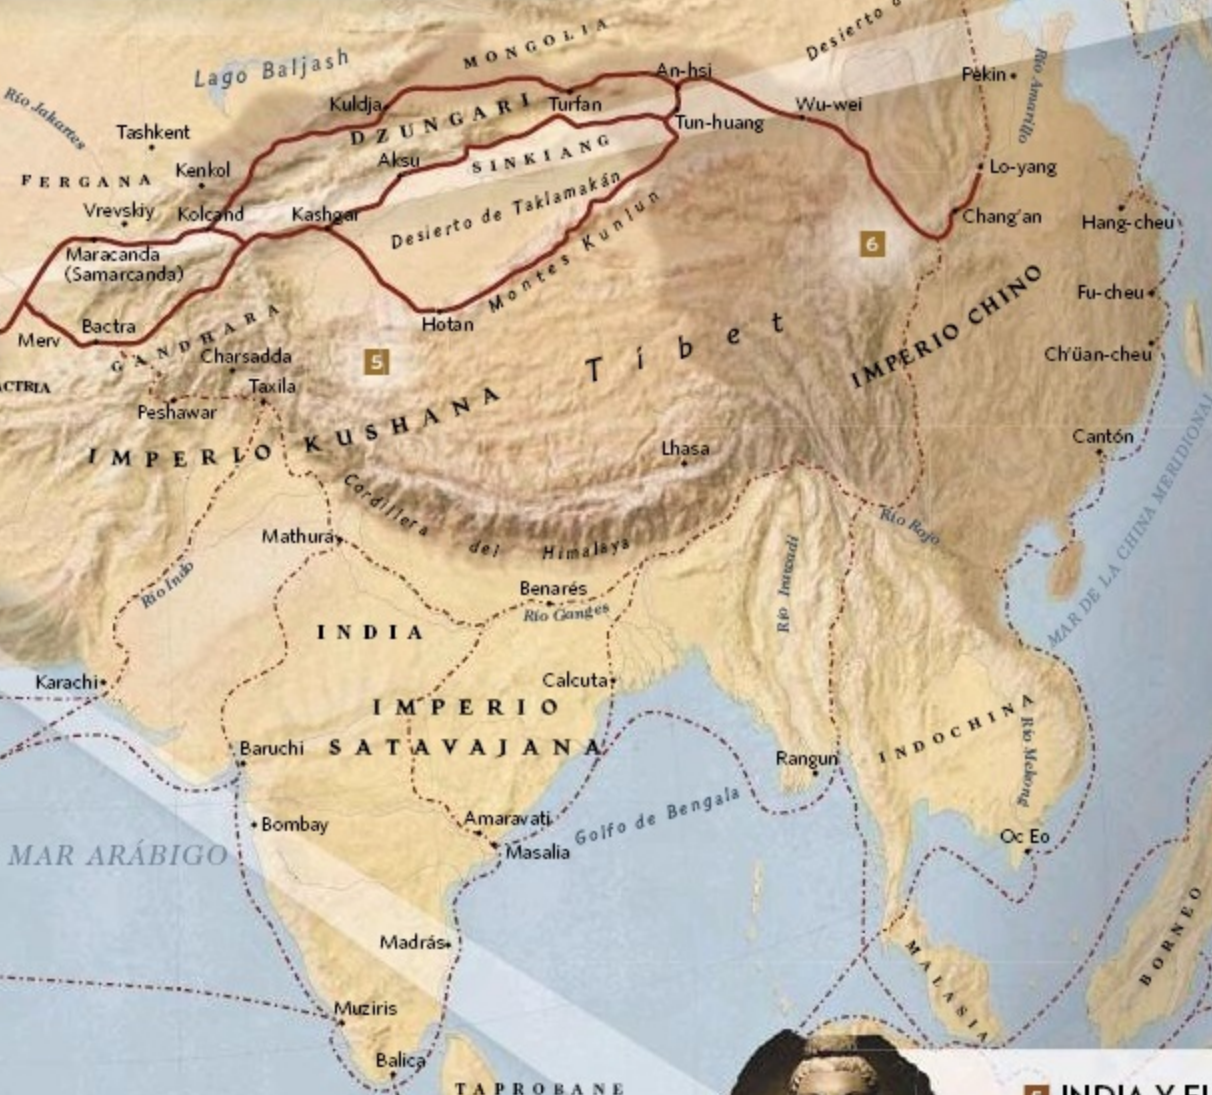 MONGOLIA
Desierto
Lago Baljash
An-hsi
Pekín
Río Amarillo
Río Jakartes
Kuldja
DZUNGARI
Turfan
Wu-wei
Tun-huang
Tashkent
Aksu
SINKIANG
Lo-yang
FERGANA
Kenkol
Desierto de Taklamakán
Vrevskiy
Kolcand
Kashgar
Montes Kunlun
Chang'an
Hang-cheu
Maracanda
(Samarcanda)
6
IMPERIO CHINO
Fu-cheu
Merv
Bactra
GANDHARA
Hotan
Tíbet
Charsadda
5
Ch'üan-cheu
ACTRIA
Taxila
Peshawar
IMPERIO KUSHANA
Lhasa
Cantón
MAR DE LA CHINA MERIDIONAL
Cordillera del Himalaya
Río Rojo
Mathura
Río Indo
Benarés
Río Ganges
Río Irawadi
INDIA
Karachi
Calcuta
IMPERIO
SATAVAJANA
Baruchi
Rangun
INDOCHINA
Río Mekong
Bombay
Amaravati
Golfo de Bengala
Masalia
Oc Eo
MAR ARÁBIGO
Madrás
MALASIA
BORNEO
Muziris
Balica
TAPROBANE
INDIA Y EL